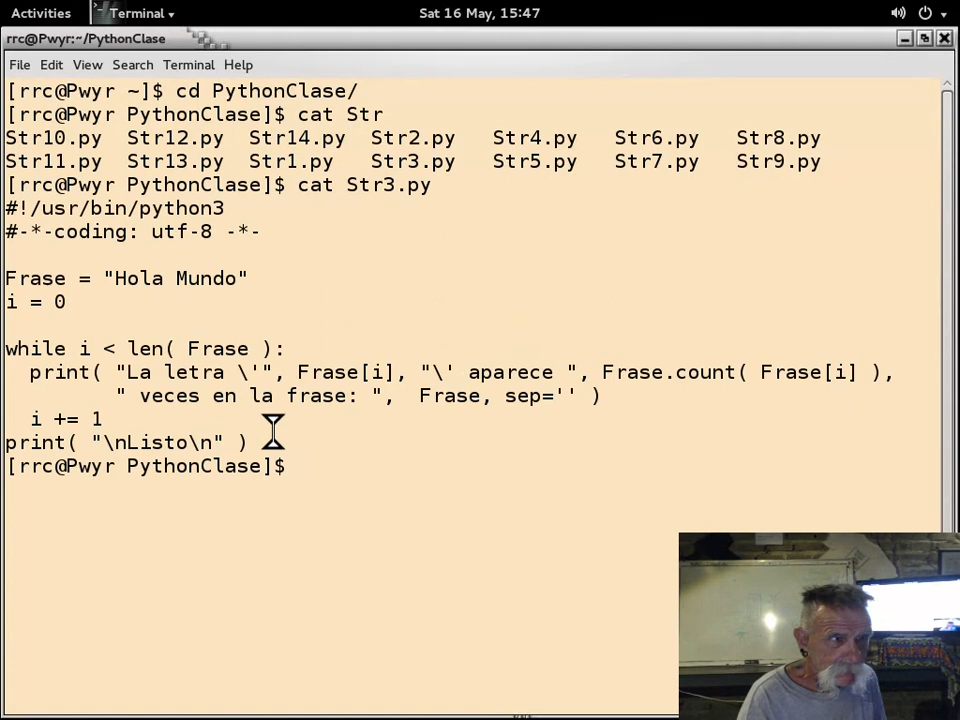 Activities Terminal Sat 16 May, 15:47
rrc@Pwyr:~/PythonClase
File Edit View Search Terminal Help
[rrc@Pwyr ~]$ cd PythonClase/
[rrc@Pwyr PythonClase]$ cat Str
Str10.py Str12.py Str14.py Str2.py Str4.py Str6.py Str8.py
Str11.py Str13.py Str1.py Str3.py Str5.py Str7.py Str9.py
[rrc@Pwyr PythonClase]$ cat Str3.py
#!/usr/bin/python3
#-*-coding: utf-8 -*-
Frase = "Hola Mundo"
i = 0
while i < len( Frase ):
  print( "La letra \'", Frase[i], "\' aparece ", Frase.count( Frase[i] ),
         " veces en la frase: ",  Frase, sep='' )
  i += 1
print( "\nListo\n" )
[rrc@Pwyr PythonClase]$